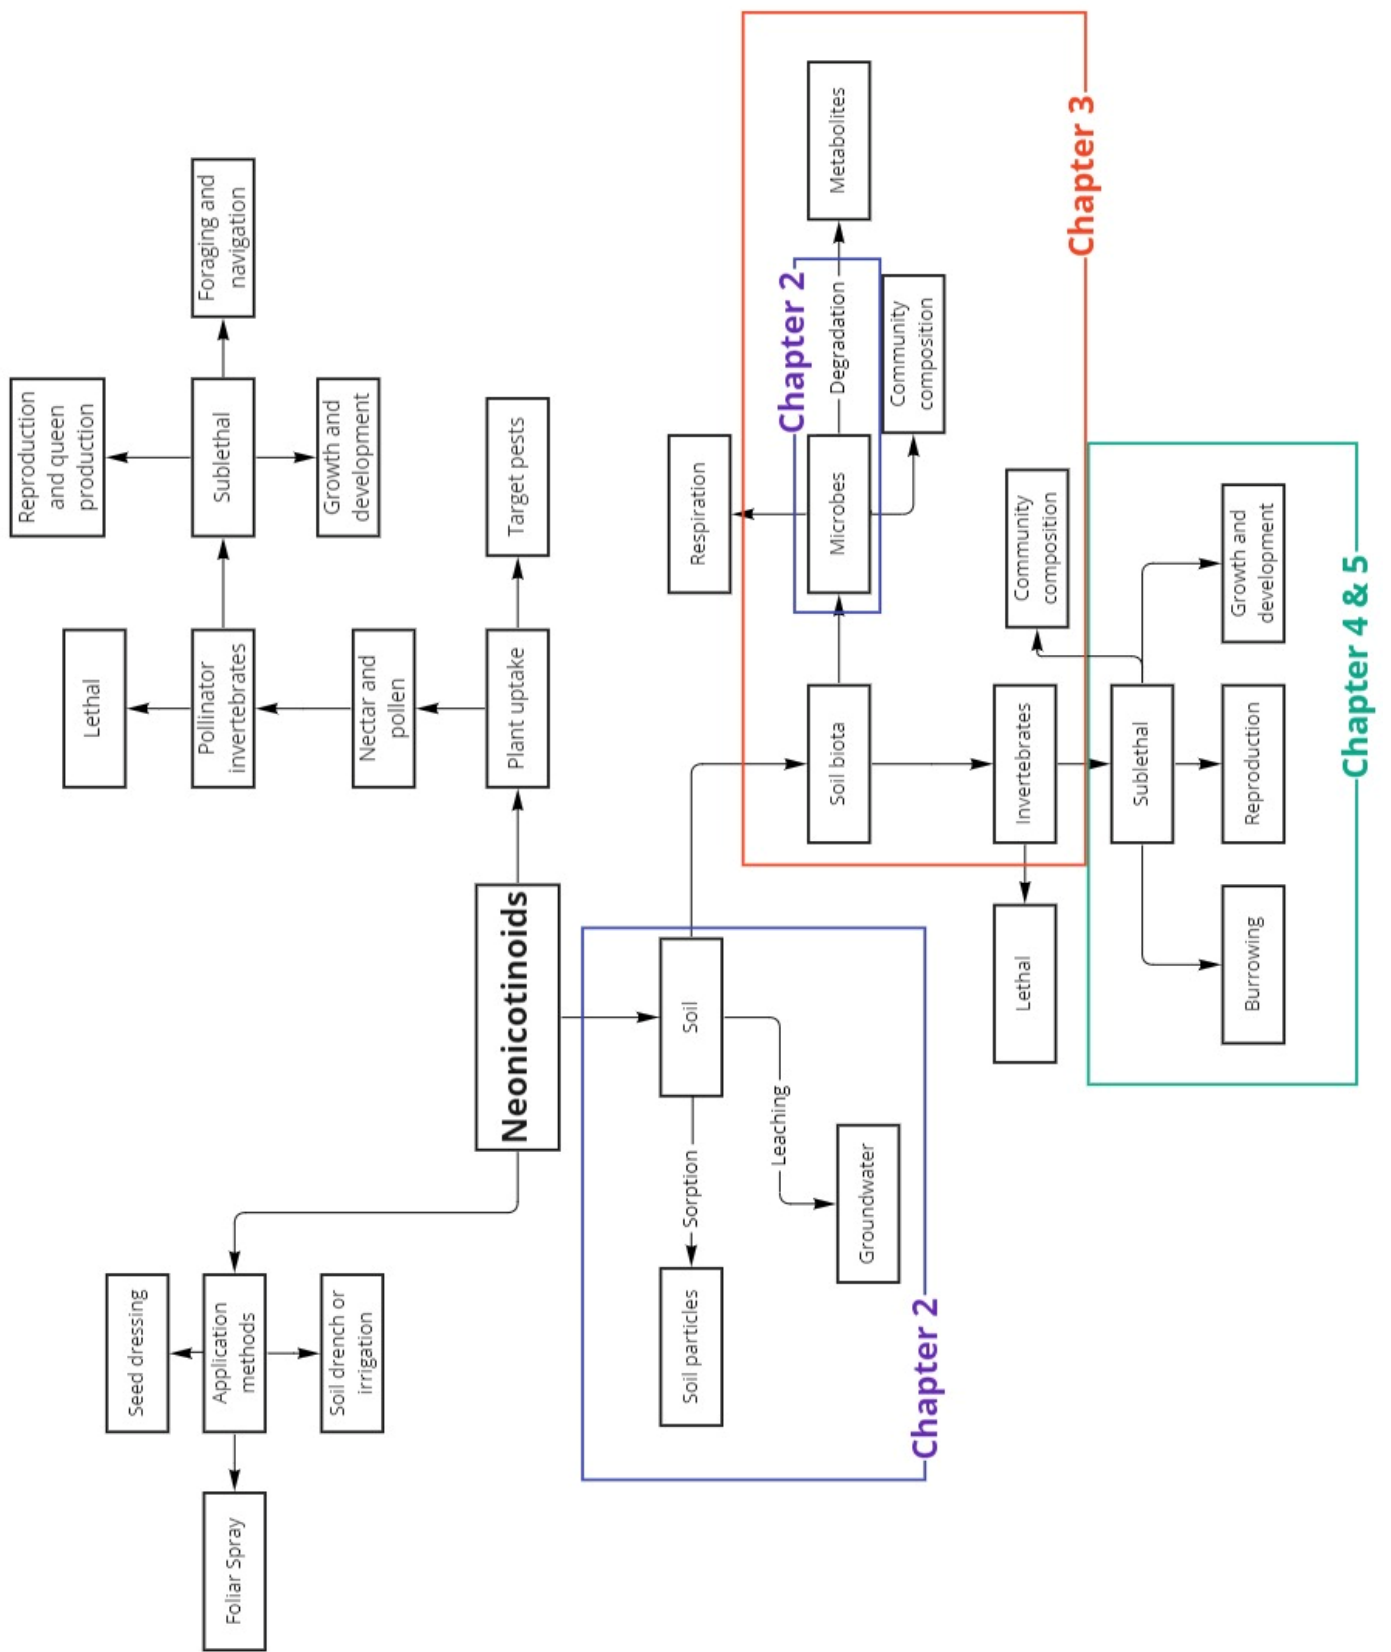 Seed dressing
Application
methods
Soil drench or
irrigation
Foliar Spray
Neonicotinoids
Plant uptake
Target pests
Nectar and
pollen
Pollinator
invertebrates
Lethal
Sublethal
Reproduction
and queen
production
Growth and
development
Foraging and
navigation
Soil
Sorption
Soil particles
Leaching
Groundwater
Chapter 2
Soil biota
Microbes
Respiration
Chapter 2
Degradation
Metabolites
Community
composition
Chapter 3
Invertebrates
Lethal
Community
composition
Sublethal
Burrowing
Reproduction
Growth and
development
Chapter 4 & 5